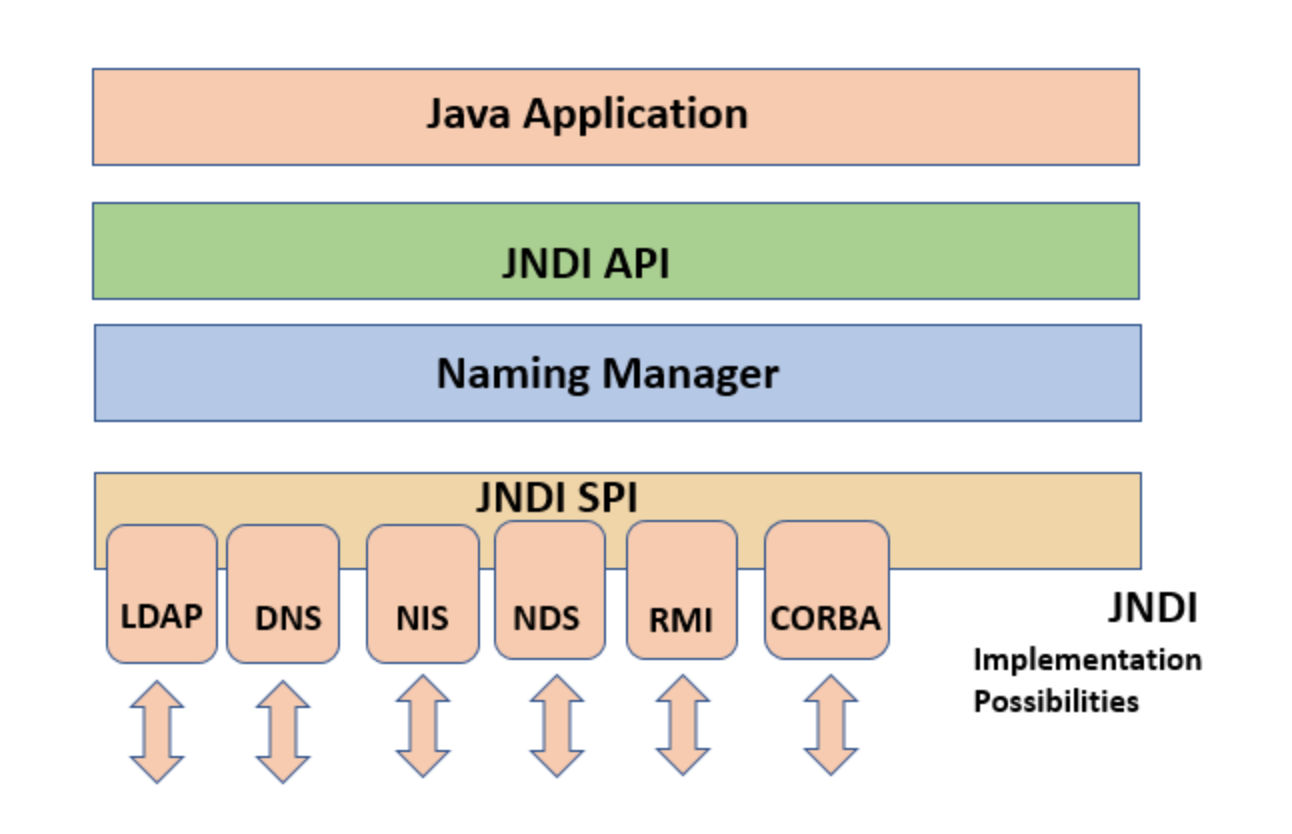 Java Application
JNDI API
Naming Manager
JNDI SPI
LDAP
DNS
NIS
NDS
RMI
CORBA
JNDI
Implementation
Possibilities